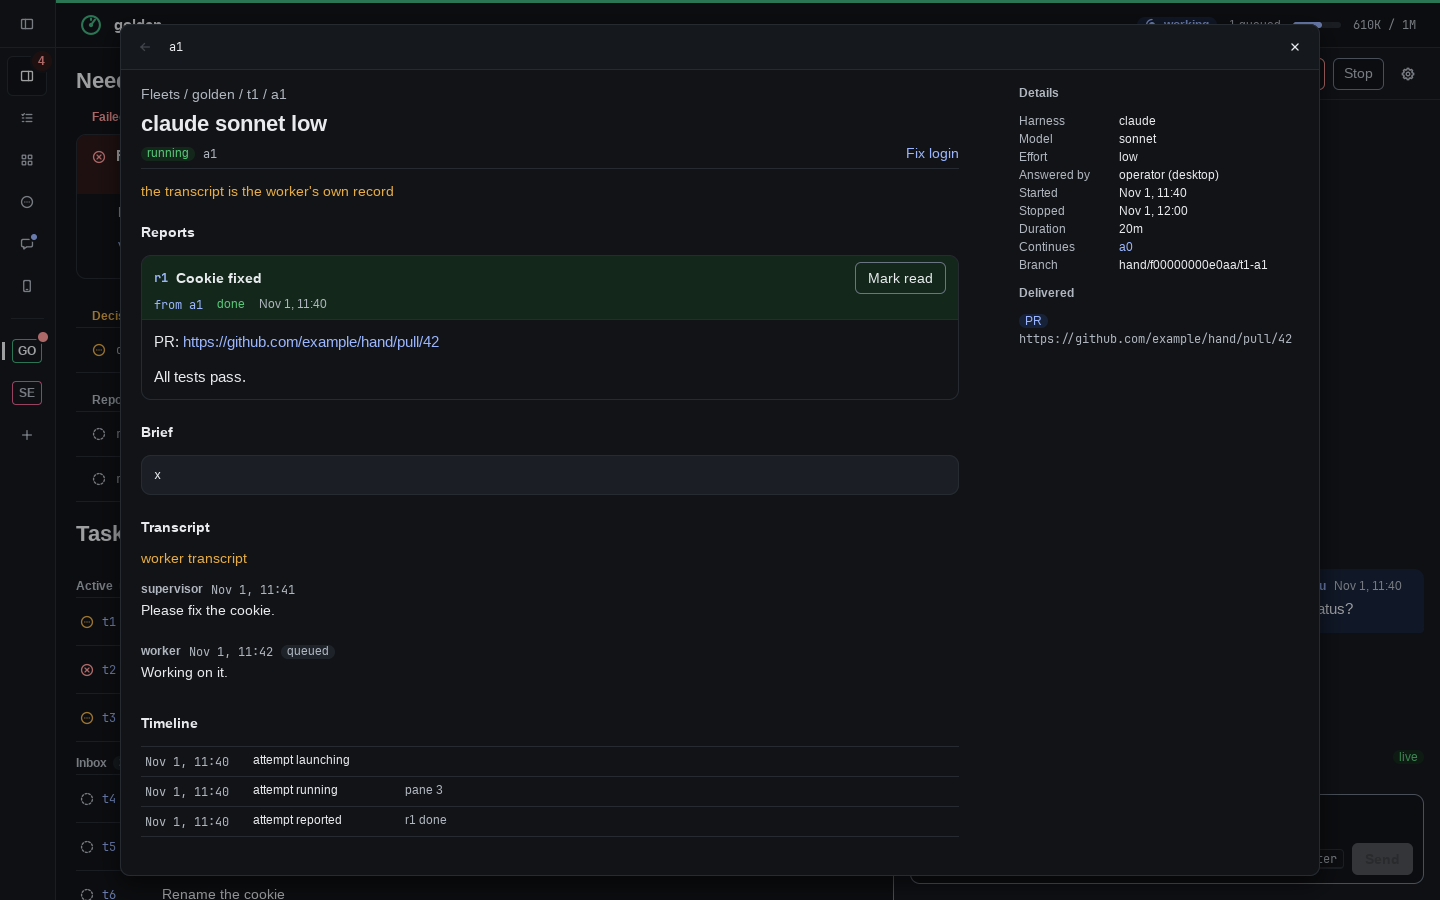 golden
working
1 queued
610K / 1M
a1
4
Stop
Fleets / golden / t1 / a1
claude sonnet low
running a1
Fix login
the transcript is the worker's own record
Reports
r1 Cookie fixed
Mark read
from a1 done Nov 1, 11:40
PR: https://github.com/example/hand/pull/42
All tests pass.
Brief
x
Transcript
worker transcript
supervisor Nov 1, 11:41
Please fix the cookie.
worker Nov 1, 11:42 queued
Working on it.
Timeline
Nov 1, 11:40 attempt launching
Nov 1, 11:40 attempt running pane 3
Nov 1, 11:40 attempt reported r1 done
Details
Harness claude
Model sonnet
Effort low
Answered by operator (desktop)
Started Nov 1, 11:40
Stopped Nov 1, 12:00
Duration 20m
Continues a0
Branch hand/f00000000e0aa/t1-a1
Delivered
PR
https://github.com/example/hand/pull/42
GO
SE
Active
t1
t2
t3
Inbox
t4
t5
t6 Rename the cookie
Nov 1, 11:40
live
Send